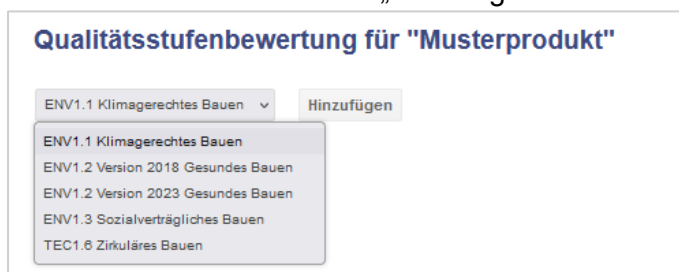 Qualitätsstufenbewertung für "Musterprodukt"
ENV1.1 Klimagerechtes Bauen Hinzufügen
ENV1.1 Klimagerechtes Bauen
ENV1.2 Version 2018 Gesundes Bauen
ENV1.2 Version 2023 Gesundes Bauen
ENV1.3 Sozialverträgliches Bauen
TEC1.6 Zirkuläres Bauen